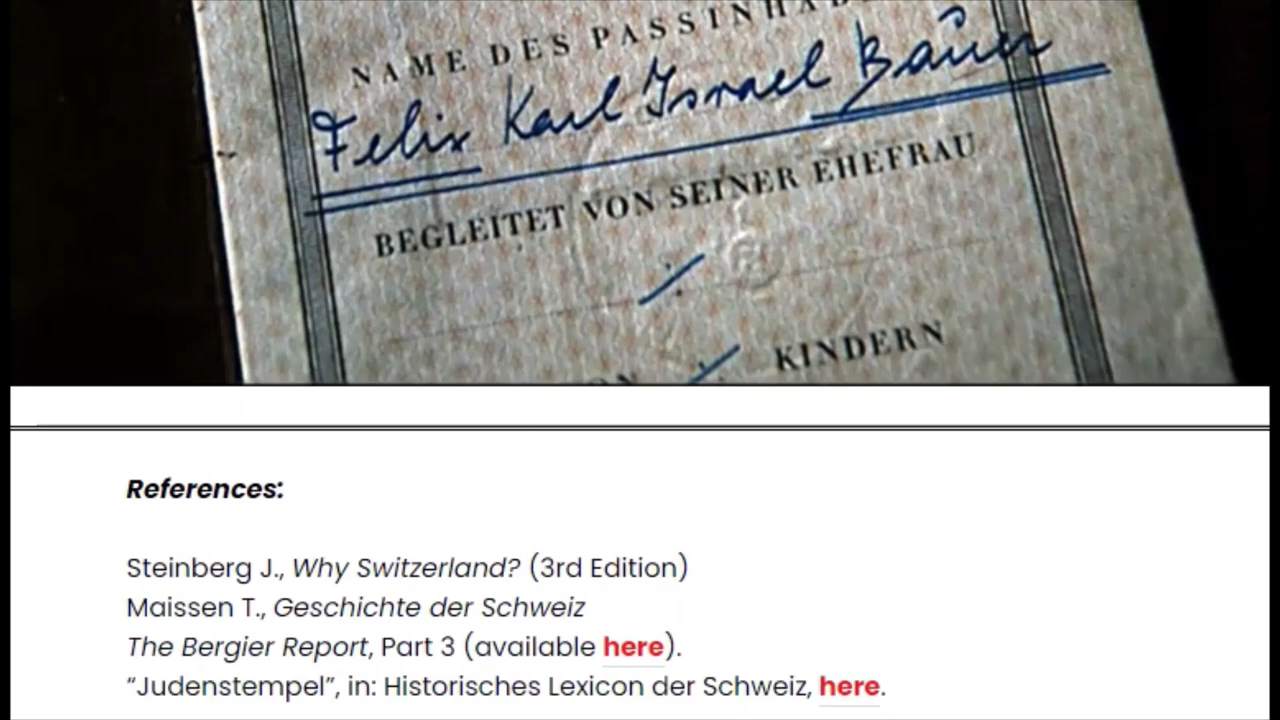 NAME DES PASSINHA
Felix Karl Israel Bauer
BEGLEITET VON SEINER EHEFRAU
KINDERN
References:
Steinberg J., Why Switzerland? (3rd Edition)
Maissen T., Geschichte der Schweiz
The Bergier Report, Part 3 (available here).
“Judenstempel”, in: Historisches Lexicon der Schweiz, here.